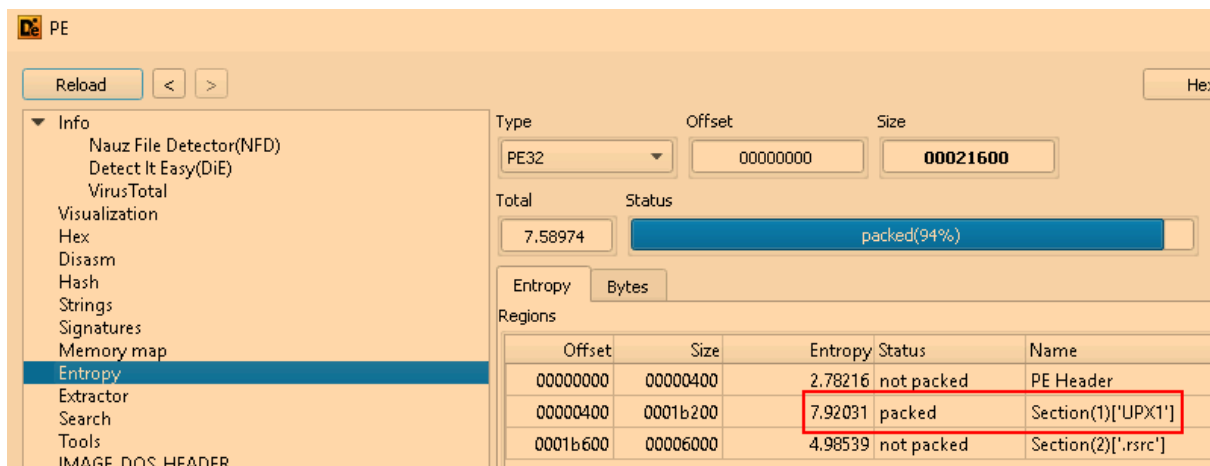 PE
Reload < >
Info
Nauz File Detector(NFD)
Detect It Easy(DiE)
VirusTotal
Visualization
Hex
Disasm
Hash
Strings
Signatures
Memory map
Entropy
Extractor
Search
Tools
IMAGE_DOS_HEADER
Hex
Type Offset Size
PE32 00000000 00021600
Total Status
7.58974 packed(94%)
Entropy Bytes
Regions
Offset Size Entropy Status Name
00000000 00000400 2.78216 not packed PE Header
00000400 0001b200 7.92031 packed Section(1)['UPX1']
0001b600 00006000 4.98539 not packed Section(2)['.rsrc']